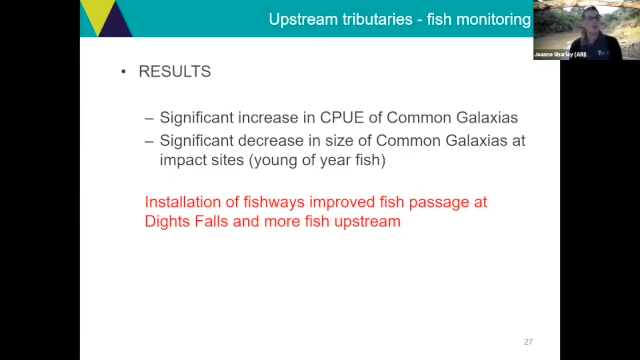 Upstream tributaries - fish monitoring
Joanne Sharley (ARI)
• RESULTS
– Significant increase in CPUE of Common Galaxias
– Significant decrease in size of Common Galaxias at
impact sites (young of year fish)
Installation of fishways improved fish passage at
Dights Falls and more fish upstream
27